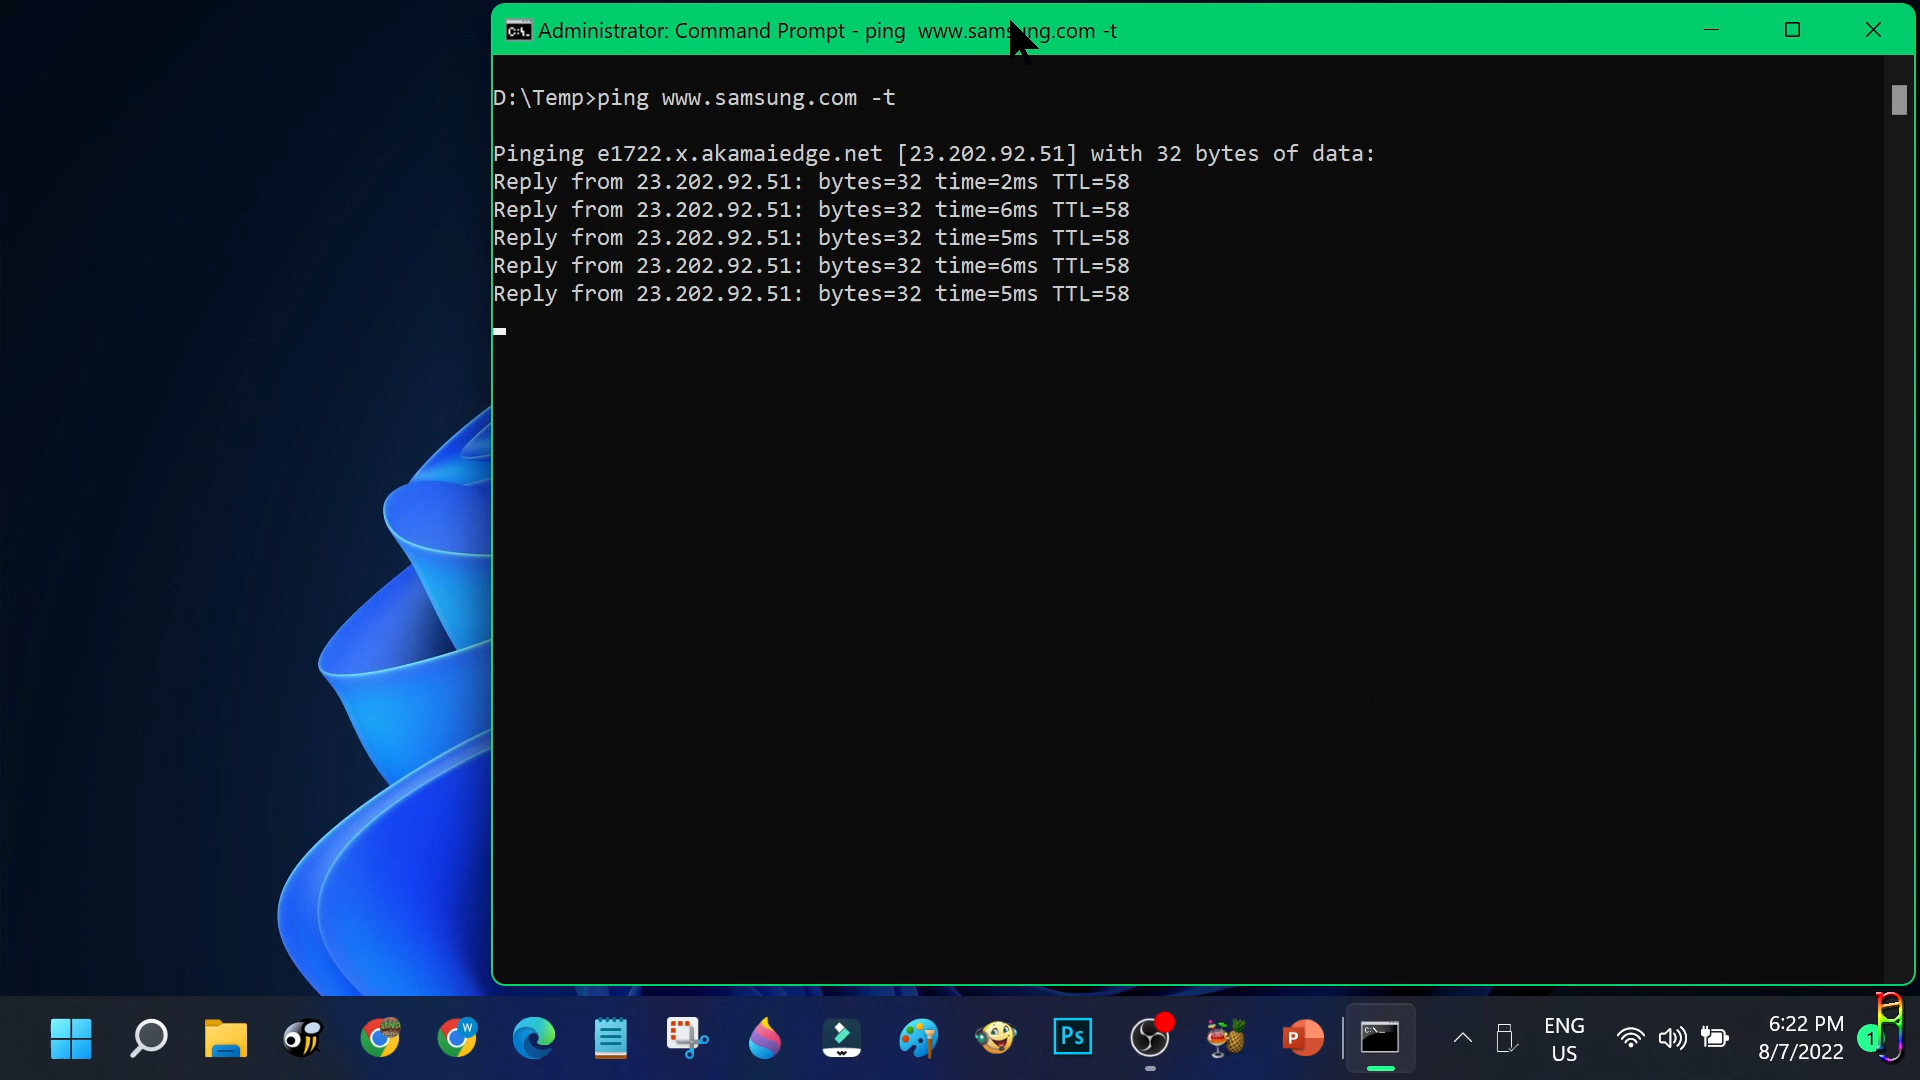 Administrator: Command Prompt - ping  www.samsung.com -t
D:\Temp>ping www.samsung.com -t
Pinging e1722.x.akamaiedge.net [23.202.92.51] with 32 bytes of data:
Reply from 23.202.92.51: bytes=32 time=2ms TTL=58
Reply from 23.202.92.51: bytes=32 time=6ms TTL=58
Reply from 23.202.92.51: bytes=32 time=5ms TTL=58
Reply from 23.202.92.51: bytes=32 time=6ms TTL=58
Reply from 23.202.92.51: bytes=32 time=5ms TTL=58
W
Ps
P
ENG
US
6:22 PM
8/7/2022
1